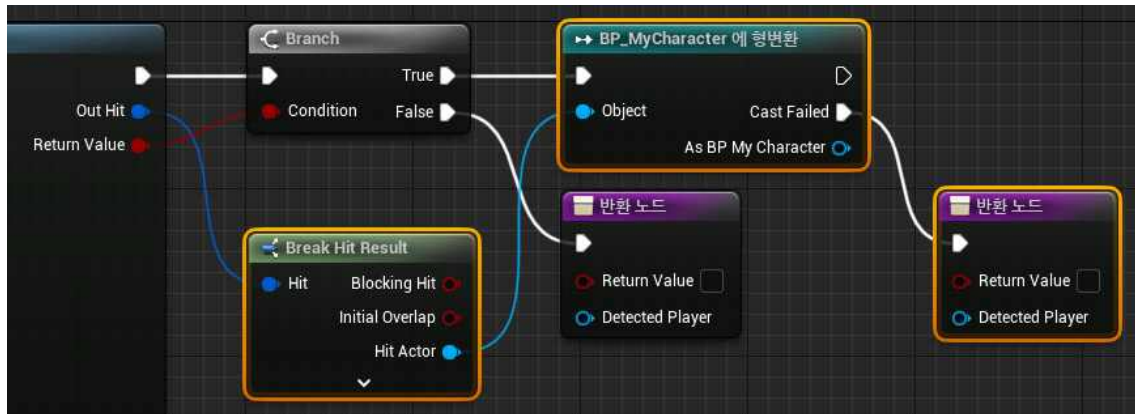 Out Hit
Return Value
Branch
True
Condition
False
BP_MyCharacter 에 형변환
Object
Cast Failed
As BP My Character
Break Hit Result
Hit
Blocking Hit
Initial Overlap
Hit Actor
반환 노드
Return Value
Detected Player
반환 노드
Return Value
Detected Player